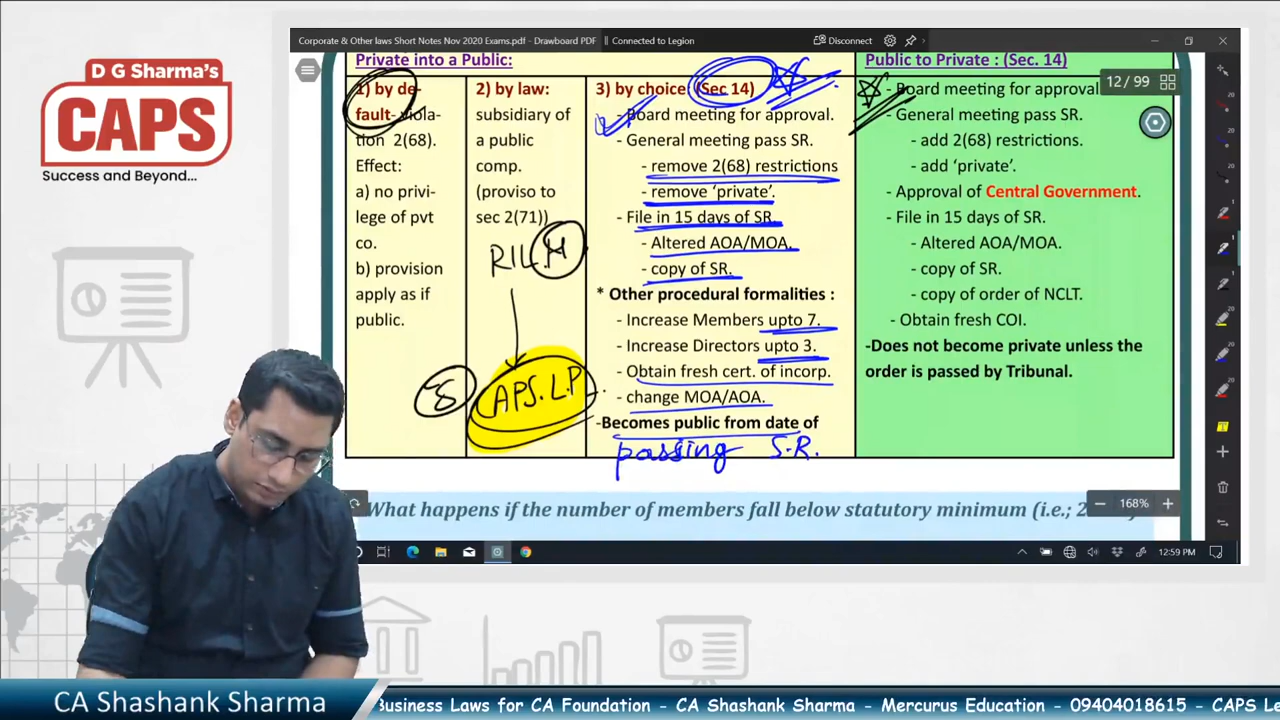 D G Sharma's
CAPS
Success and Beyond...
Corporate & Other laws Short Notes Nov 2020 Exams.pdf - Drawboard PDF
Connected to Legion
Disconnect
12 / 99
Private into a Public:
Public to Private : (Sec. 14)
1) by de-
fault- viola-
tion 2(68).
Effect:
a) no privi-
lege of pvt
co.
b) provision
apply as if
public.
2) by law:
subsidiary of
a public
comp.
(proviso to
sec 2(71))
RIL. H
S
APS. L.P
3) by choice: (Sec 14)
- Board meeting for approval.
- General meeting pass SR.
- remove 2(68) restrictions
- remove 'private'.
- File in 15 days of SR.
- Altered AOA/MOA.
- copy of SR.
* Other procedural formalities :
- Increase Members upto 7.
- Increase Directors upto 3.
- Obtain fresh cert. of incorp.
- change MOA/AOA.
-Becomes public from date of
passing S.R.
- Board meeting for approval
- General meeting pass SR.
- add 2(68) restrictions.
- add 'private'.
- Approval of Central Government.
- File in 15 days of SR.
- Altered AOA/MOA.
- copy of SR.
- copy of order of NCLT.
- Obtain fresh COI.
-Does not become private unless the
order is passed by Tribunal.
What happens if the number of members fall below statutory minimum (i.e.; 2
168%
12:59 PM
CA Shashank Sharma
Business Laws for CA Foundation - CA Shashank Sharma - Mercurus Education - 09404018615 - CAPS Le